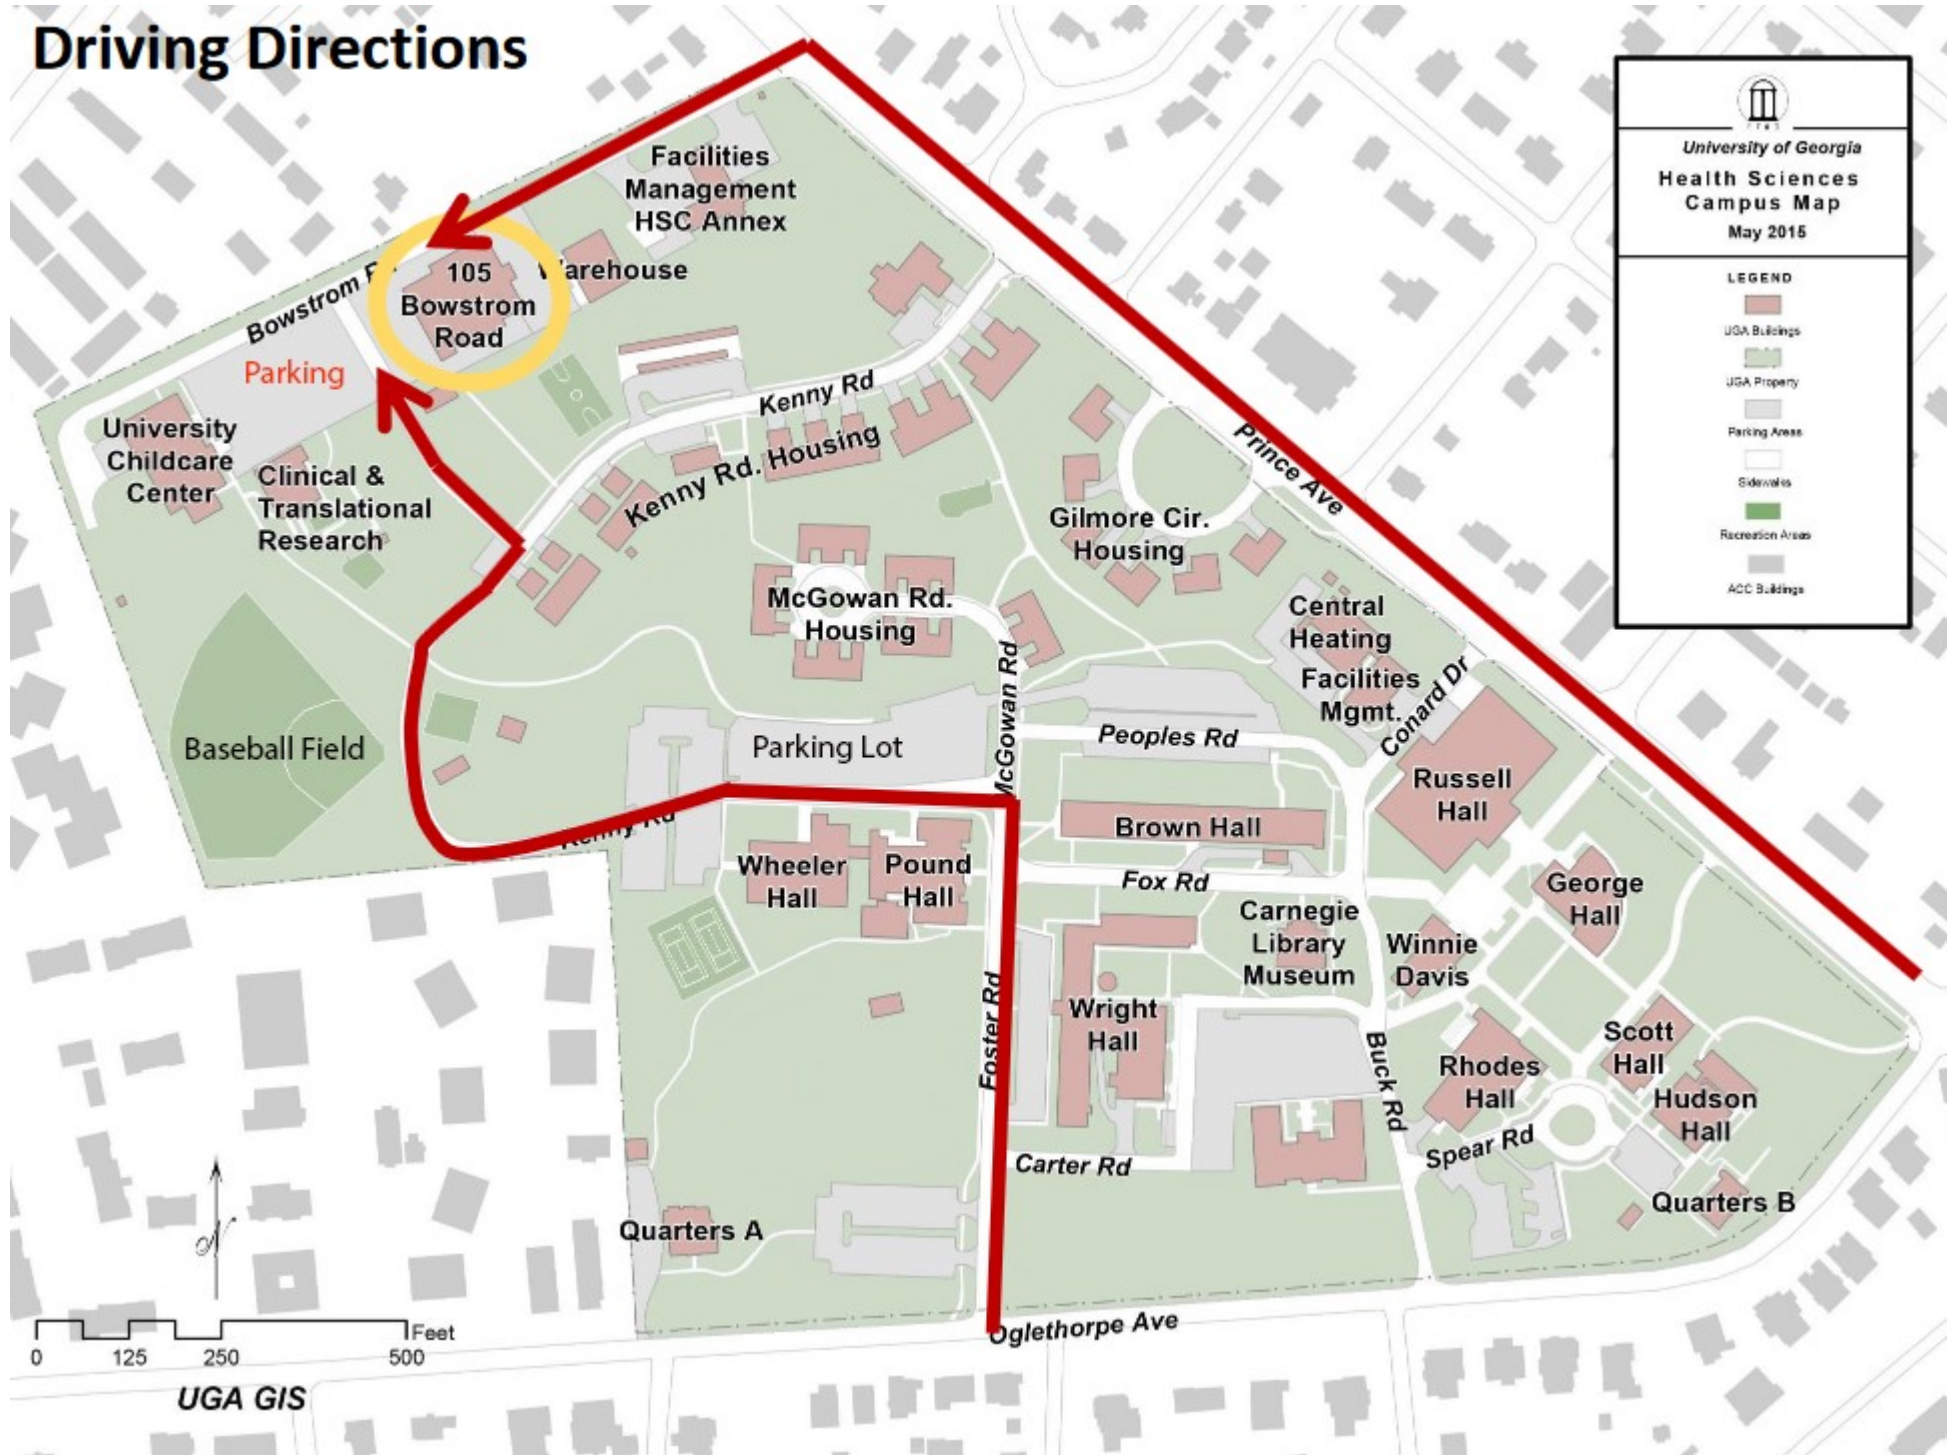 Driving Directions
University of Georgia
Health Sciences
Campus Map
May 2015
LEGEND
UGA Buildings
UGA Property
Parking Areas
Sidewalks
Recreation Areas
ACC Buildings
Facilities
Management
HSC Annex
105
Bowstrom
Road
Warehouse
Bowstrom
Parking
University
Childcare
Center
Clinical &
Translational
Research
Kenny Rd
Kenny Rd. Housing
Prince Ave
Gilmore Cir.
Housing
McGowan Rd.
Housing
Central
Heating
Facilities
Mgmt.
Conard Dr
McGowan Rd
Peoples Rd
Baseball Field
Parking Lot
Russell
Hall
Kenny Rd
Brown Hall
Wheeler
Hall
Pound
Hall
Fox Rd
George
Hall
Carnegie
Library
Museum
Winnie
Davis
Wright
Hall
Foster Rd
Buck Rd
Scott
Hall
Rhodes
Hall
Hudson
Hall
Spear Rd
Carter Rd
Quarters A
Quarters B
N
Oglethorpe Ave
Feet
0 125 250 500
UGA GIS